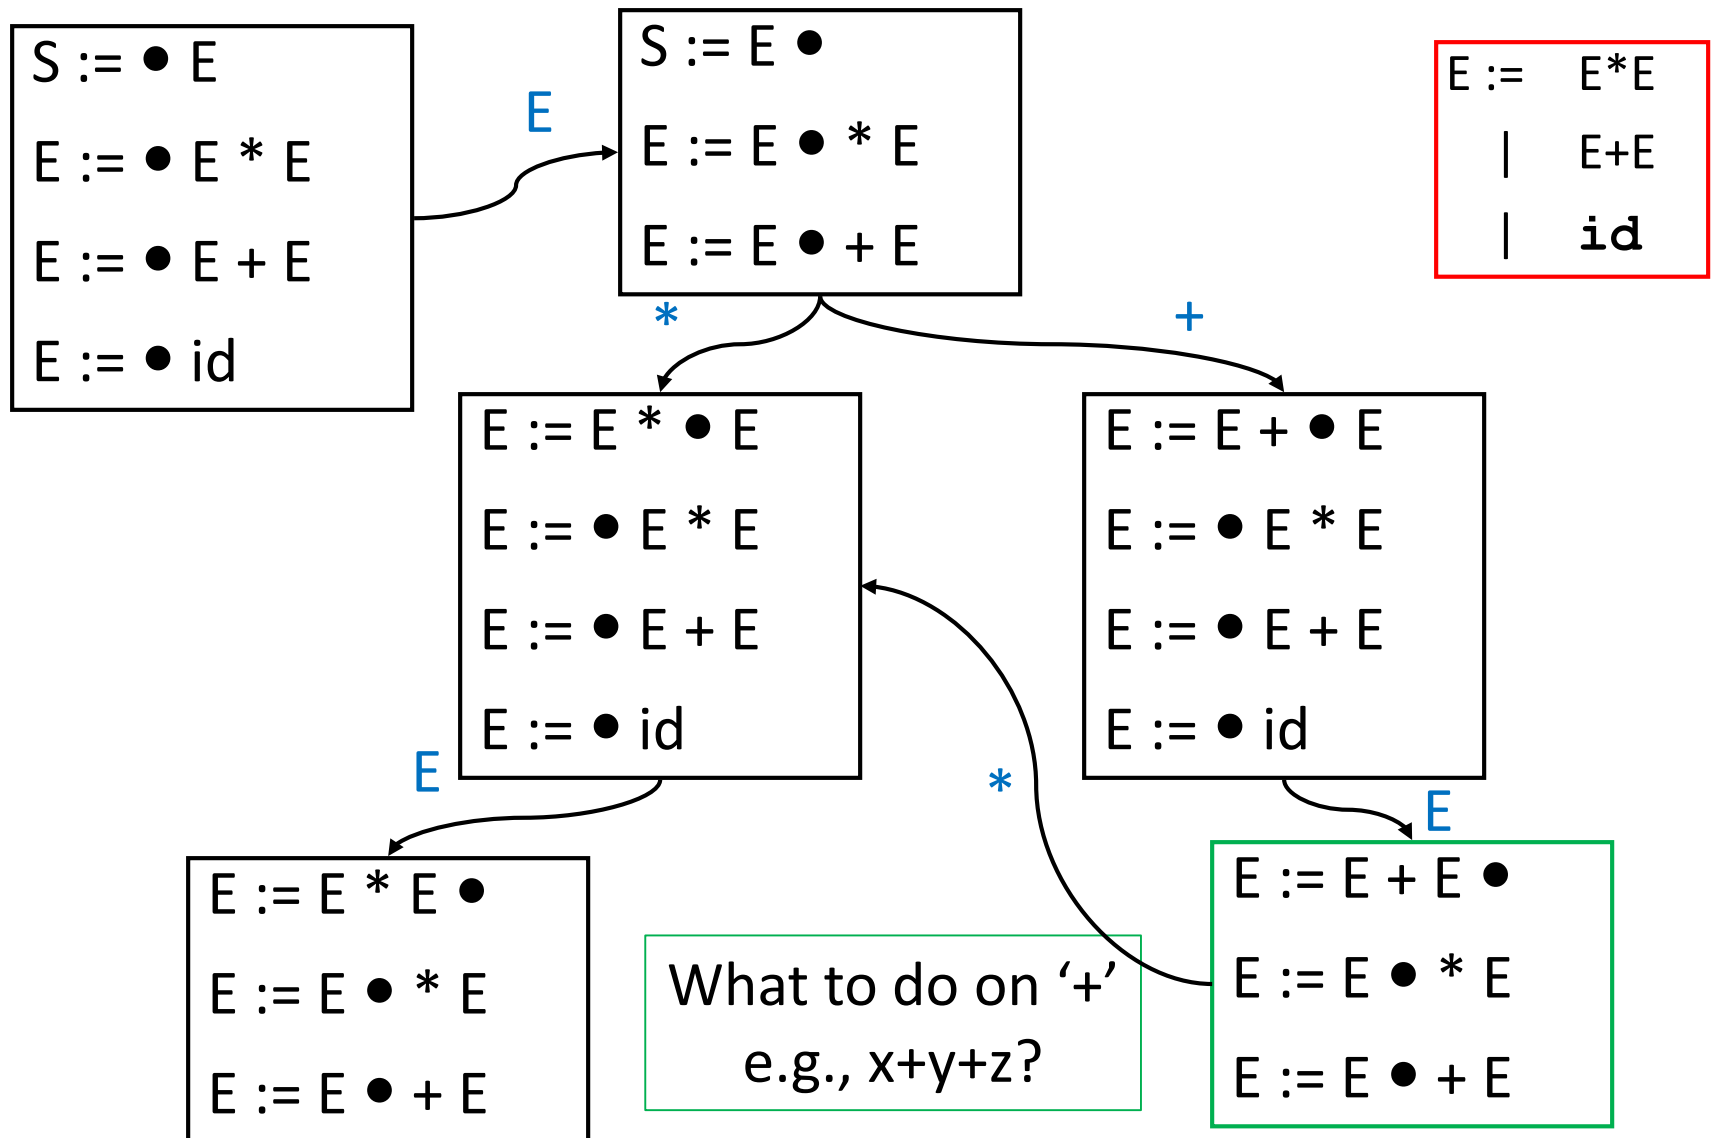 S := ● E
E := ● E * E
E := ● E + E
E := ● id
E
S := E ●
E := E ● * E
E := E ● + E
E := E*E
| E+E
| id
*
+
E := E * ● E
E := ● E * E
E := ● E + E
E := ● id
E := E + ● E
E := ● E * E
E := ● E + E
E := ● id
E
*
E
E := E * E ●
E := E ● * E
E := E ● + E
What to do on ‘+’
e.g., x+y+z?
E := E + E ●
E := E ● * E
E := E ● + E